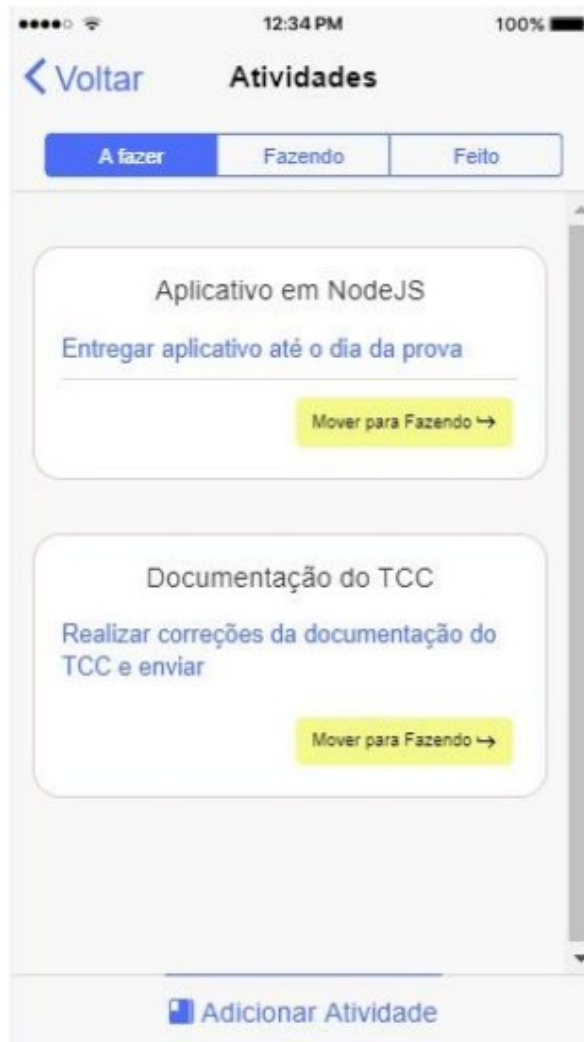 12:34 PM 100%
Voltar Atividades
A fazer Fazendo Feito
Aplicativo em NodeJS
Entregar aplicativo até o dia da prova
Mover para Fazendo ↪
Documentação do TCC
Realizar correções da documentação do
TCC e enviar
Mover para Fazendo ↪
Adicionar Atividade